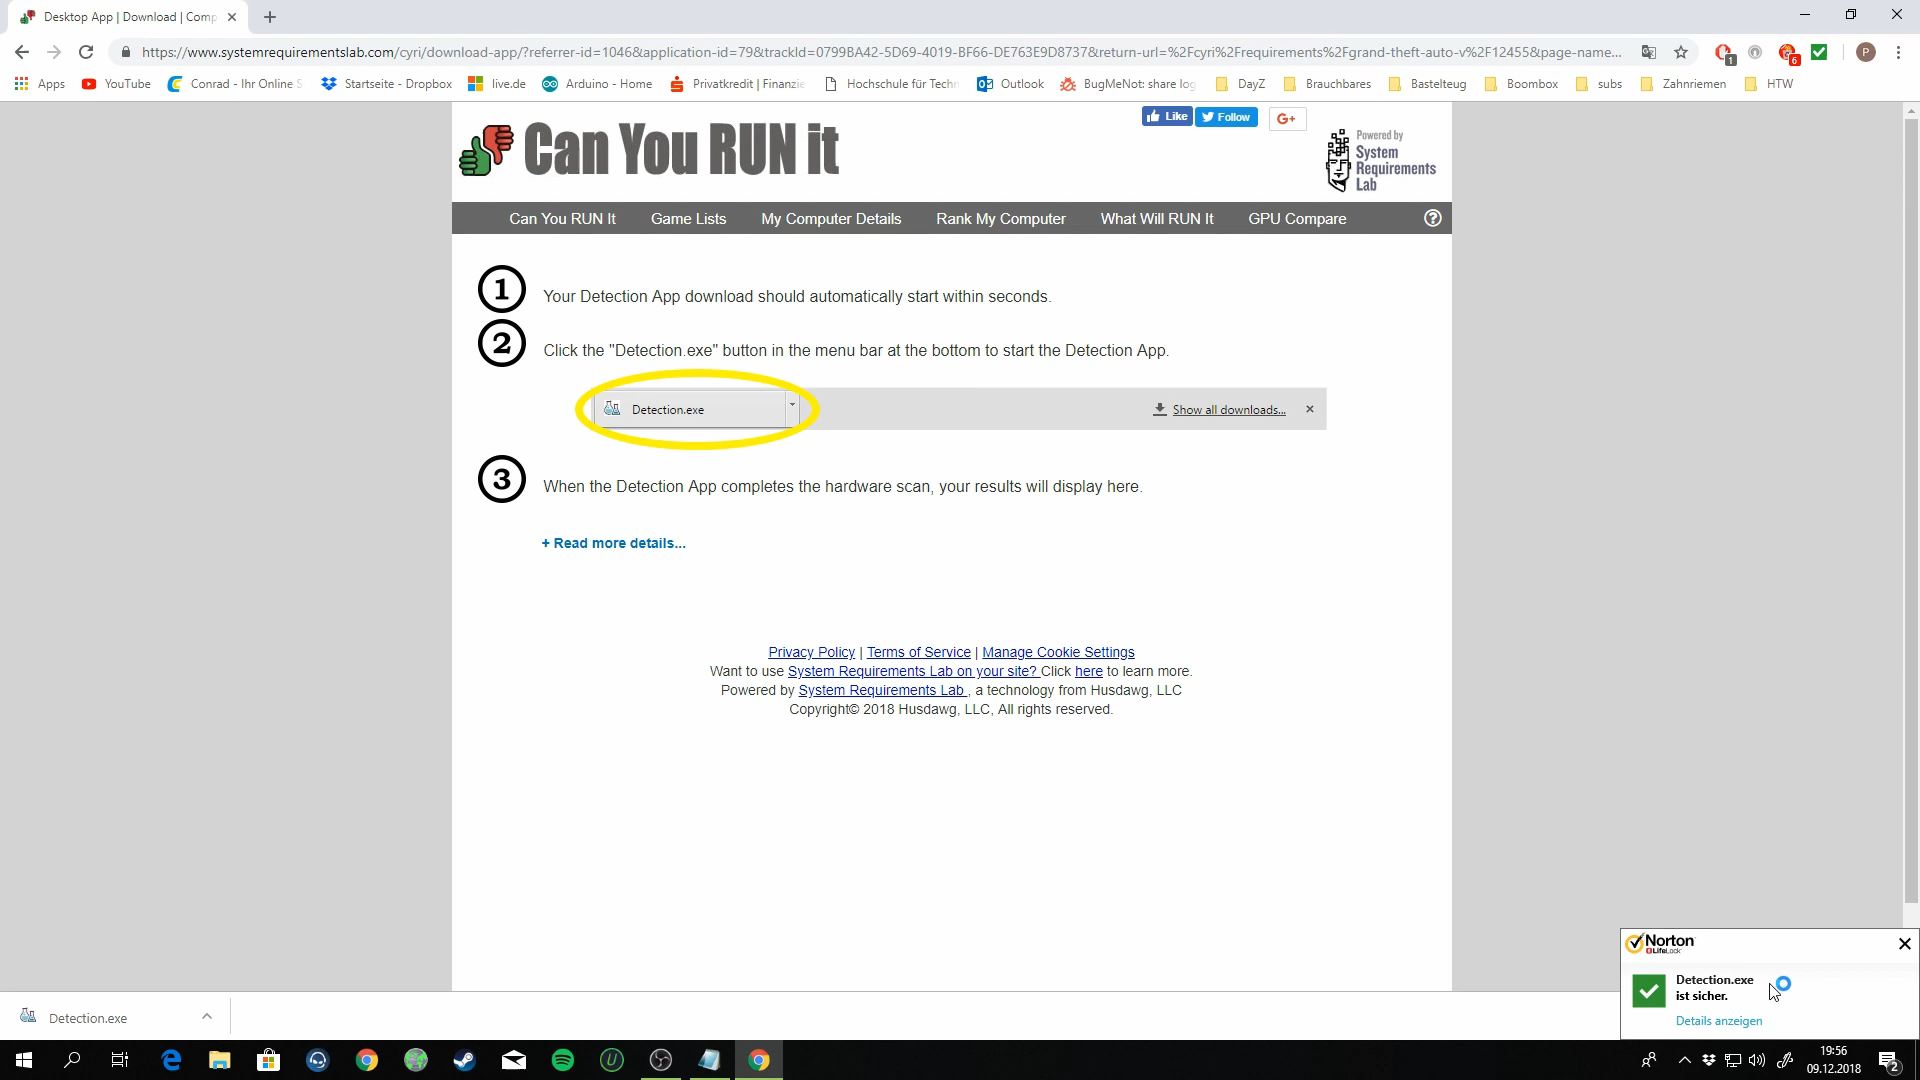 Desktop App | Download | Comp
https://www.systemrequirementslab.com/cyri/download-app/?referrer-id=1046&application-id=79&trackId=0799BA42-5D69-4019-BF66-DE763E9D8737&return-url=%2Fcyri%2Frequirements%2Fgrand-theft-auto-v%2F12455&page-name...
1
6
P
Apps
YouTube
Conrad - Ihr Online S
Startseite - Dropbox
live.de
Arduino - Home
Privatkredit | Finanzie
Hochschule für Techn
Outlook
BugMeNot: share log
DayZ
Brauchbares
Bastelteug
Boombox
subs
Zahnriemen
HTW
Like
Follow
G+
Can You RUN it
Powered by
System
Requirements
Lab
Can You RUN It
Game Lists
My Computer Details
Rank My Computer
What Will RUN It
GPU Compare
?
1
Your Detection App download should automatically start within seconds.
2
Click the "Detection.exe" button in the menu bar at the bottom to start the Detection App.
Detection.exe
Show all downloads...
3
When the Detection App completes the hardware scan, your results will display here.
+ Read more details...
Privacy Policy | Terms of Service | Manage Cookie Settings
Want to use System Requirements Lab on your site? Click here to learn more.
Powered by System Requirements Lab , a technology from Husdawg, LLC
Copyright© 2018 Husdawg, LLC, All rights reserved.
Norton
LifeLock
Detection.exe
ist sicher.
Details anzeigen
Detection.exe
19:56
09.12.2018
2